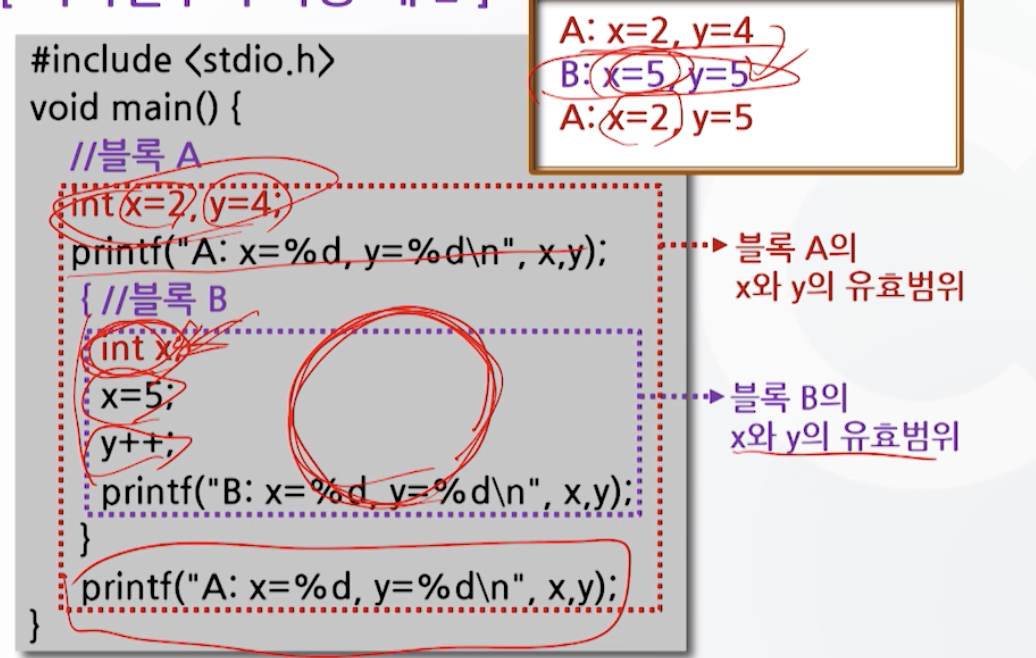 A: x=2, y=4
B: x=5, y=5
A: x=2, y=5
#include <stdio.h>
void main() {
//블록 A
int x=2, y=4;
printf("A: x=%d, y=%d\n", x,y);
{ //블록 B
int x;
x=5;
y++;
printf("B: x=%d, y=%d\n", x,y);
}
printf("A: x=%d, y=%d\n", x,y);
}
블록 A의
x와 y의 유효범위
블록 B의
x와 y의 유효범위